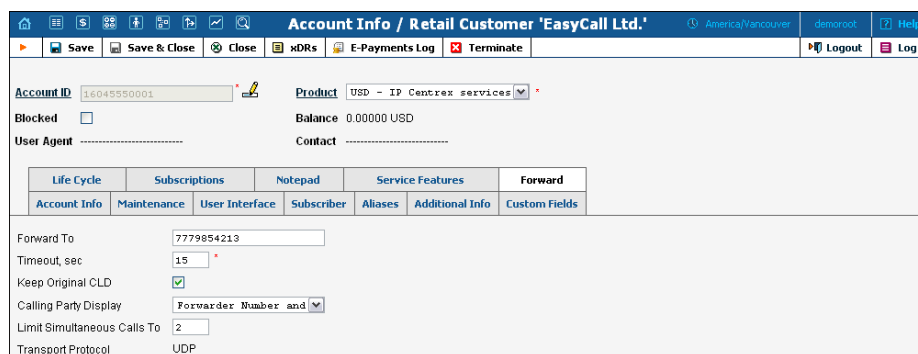 Account Info / Retail Customer 'EasyCall Ltd.' America/Vancouver demoroot ? Help
Save Save & Close Close xDRs E-Payments Log Terminate Logout Log
Account ID 16045550001 * Product USD - IP Centrex services *
Blocked Balance 0.00000 USD
User Agent --------------------------- Contact ---------------------------
Life Cycle Subscriptions Notepad Service Features Forward
Account Info Maintenance User Interface Subscriber Aliases Additional Info Custom Fields
Forward To 7779854213
Timeout, sec 15 *
Keep Original CLD
Calling Party Display Forwarder Number and
Limit Simultaneous Calls To 2
Transport Protocol UDP